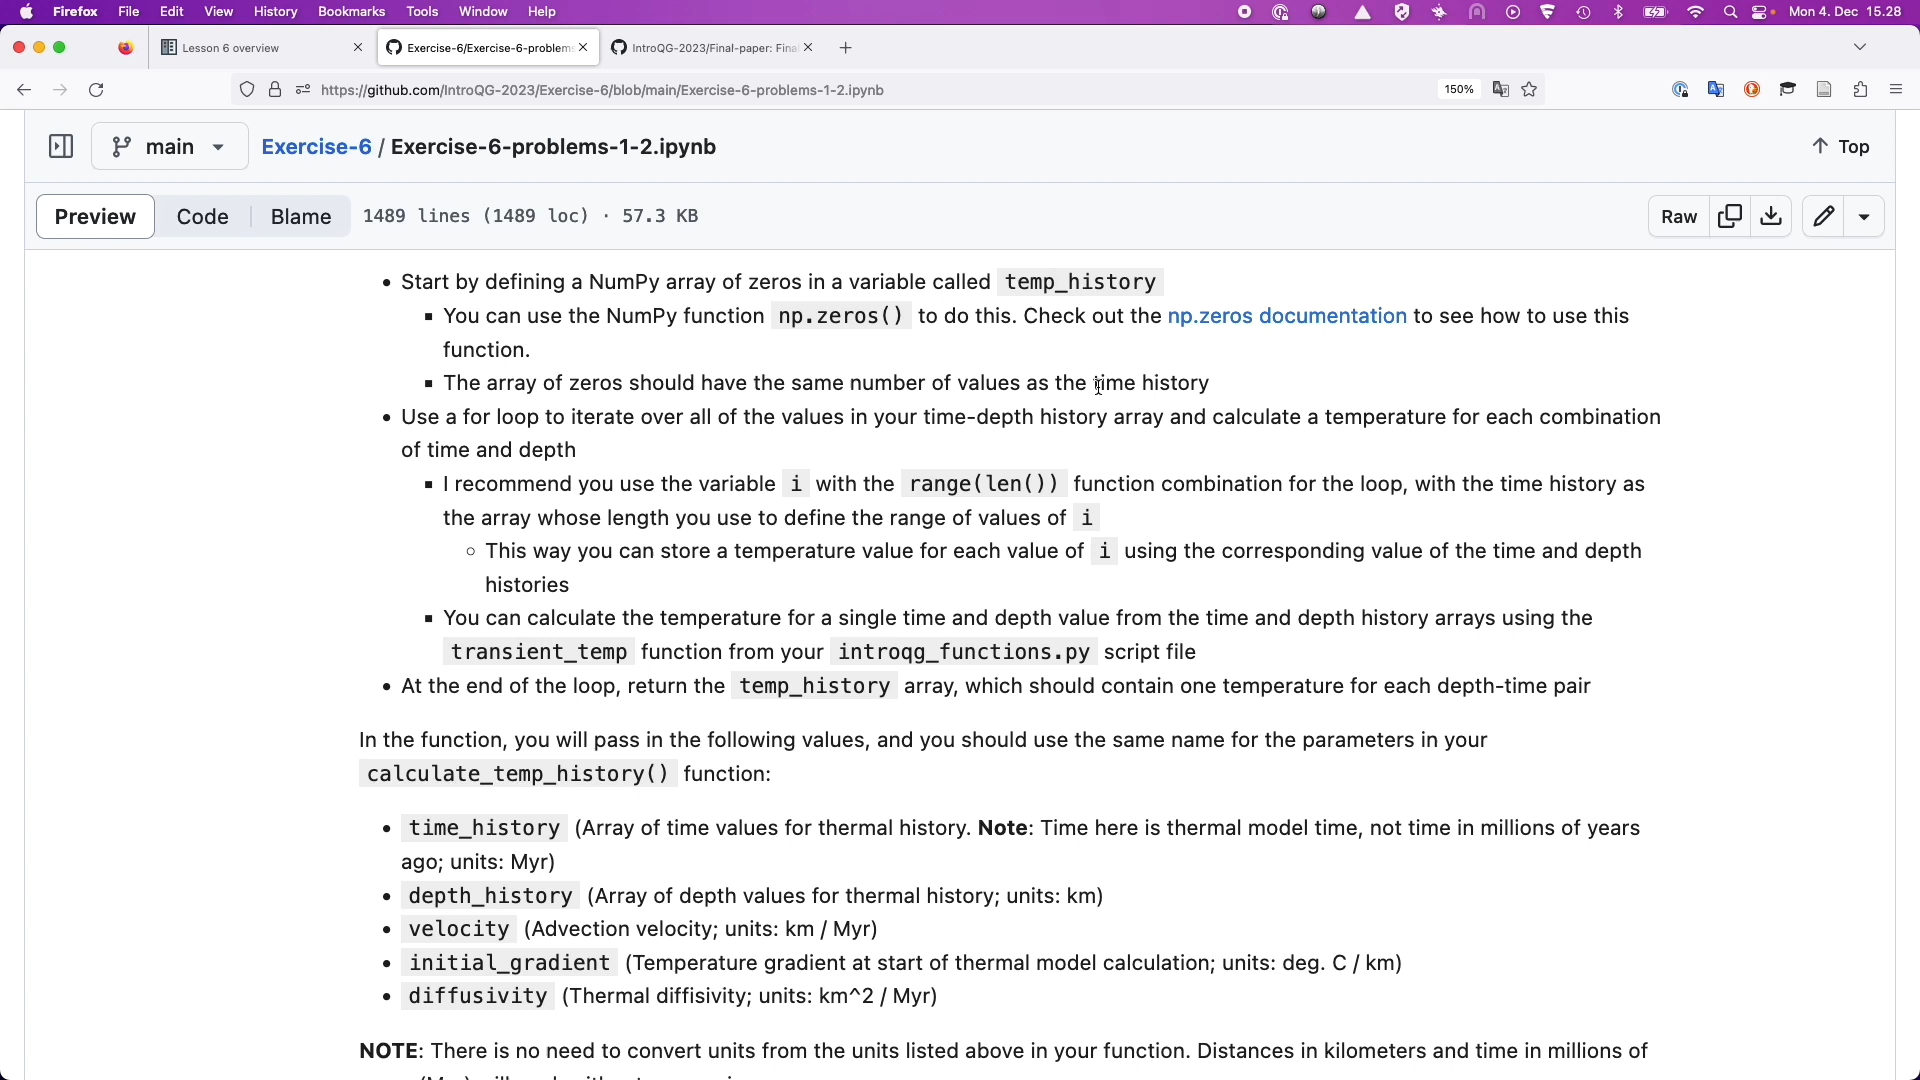 Firefox File Edit View History Bookmarks Tools Window Help Mon 4. Dec 15.28
Lesson 6 overview Exercise-6/Exercise-6-problem IntroQG-2023/Final-paper: Fina
https://github.com/IntroQG-2023/Exercise-6/blob/main/Exercise-6-problems-1-2.ipynb 150%
main Exercise-6 / Exercise-6-problems-1-2.ipynb Top
Preview Code Blame 1489 lines (1489 loc) · 57.3 KB Raw
• Start by defining a NumPy array of zeros in a variable called temp_history
▪ You can use the NumPy function np.zeros() to do this. Check out the np.zeros documentation to see how to use this
function.
▪ The array of zeros should have the same number of values as the time history
• Use a for loop to iterate over all of the values in your time-depth history array and calculate a temperature for each combination
of time and depth
▪ I recommend you use the variable i with the range(len()) function combination for the loop, with the time history as
the array whose length you use to define the range of values of i
◦ This way you can store a temperature value for each value of i using the corresponding value of the time and depth
histories
▪ You can calculate the temperature for a single time and depth value from the time and depth history arrays using the
transient_temp function from your introqg_functions.py script file
• At the end of the loop, return the temp_history array, which should contain one temperature for each depth-time pair
In the function, you will pass in the following values, and you should use the same name for the parameters in your
calculate_temp_history() function:
• time_history (Array of time values for thermal history. Note: Time here is thermal model time, not time in millions of years
ago; units: Myr)
• depth_history (Array of depth values for thermal history; units: km)
• velocity (Advection velocity; units: km / Myr)
• initial_gradient (Temperature gradient at start of thermal model calculation; units: deg. C / km)
• diffusivity (Thermal diffisivity; units: km^2 / Myr)
NOTE: There is no need to convert units from the units listed above in your function. Distances in kilometers and time in millions of